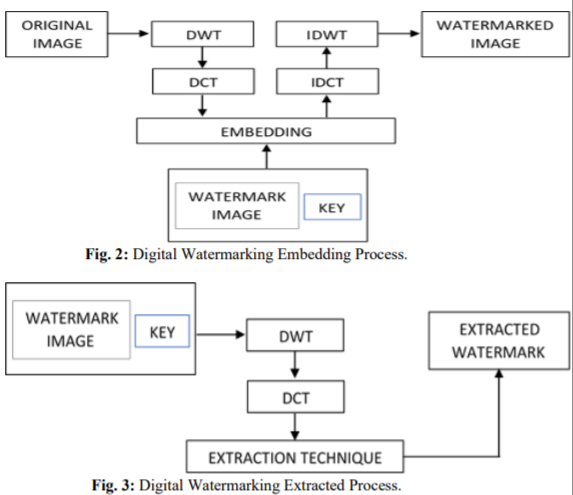 ORIGINAL
IMAGE
DWT
IDWT
WATERMARKED
IMAGE
DCT
IDCT
EMBEDDING
WATERMARK
IMAGE
KEY
Fig. 2: Digital Watermarking Embedding Process.
WATERMARK
IMAGE
KEY
DWT
EXTRACTED
WATERMARK
DCT
EXTRACTION TECHNIQUE
Fig. 3: Digital Watermarking Extracted Process.